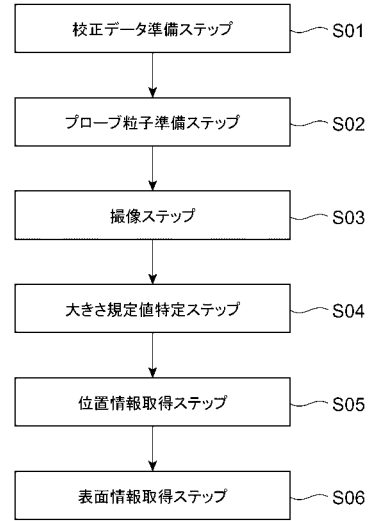 校正データ準備ステップ S01
プローブ粒子準備ステップ S02
撮像ステップ S03
大きさ規定値特定ステップ S04
位置情報取得ステップ S05
表面情報取得ステップ S06